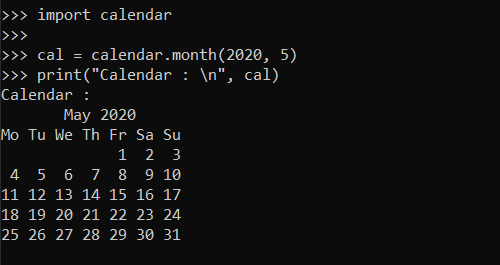 >>> import calendar
>>>
>>> cal = calendar.month(2020, 5)
>>> print("Calendar : \n", cal)
Calendar :
       May 2020
Mo Tu We Th Fr Sa Su
             1  2  3
 4  5  6  7  8  9 10
11 12 13 14 15 16 17
18 19 20 21 22 23 24
25 26 27 28 29 30 31